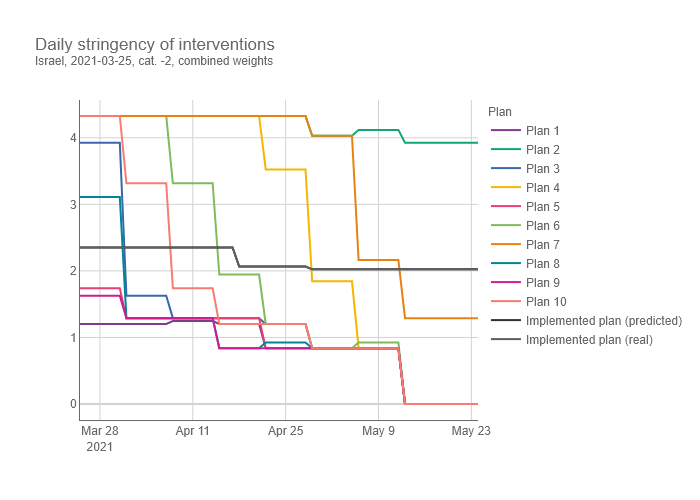 Daily stringency of interventions
Israel, 2021-03-25, cat. -2, combined weights
Plan
Plan 1
Plan 2
Plan 3
Plan 4
Plan 5
Plan 6
Plan 7
Plan 8
Plan 9
Plan 10
Implemented plan (predicted)
Implemented plan (real)
4
3
2
1
0
Mar 28 Apr 11 Apr 25 May 9 May 23
2021